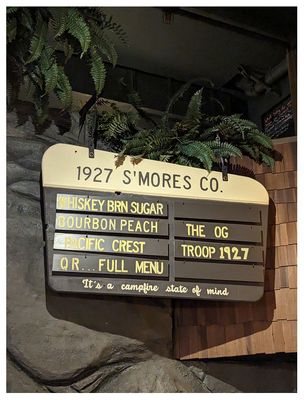 1927 S'MORES CO.
WHISKEY BRN SUGAR
BOURBON PEACH
PACIFIC CREST
OR...FULL MENU
THE OG
TROOP 1927
It's a campfire state of mind